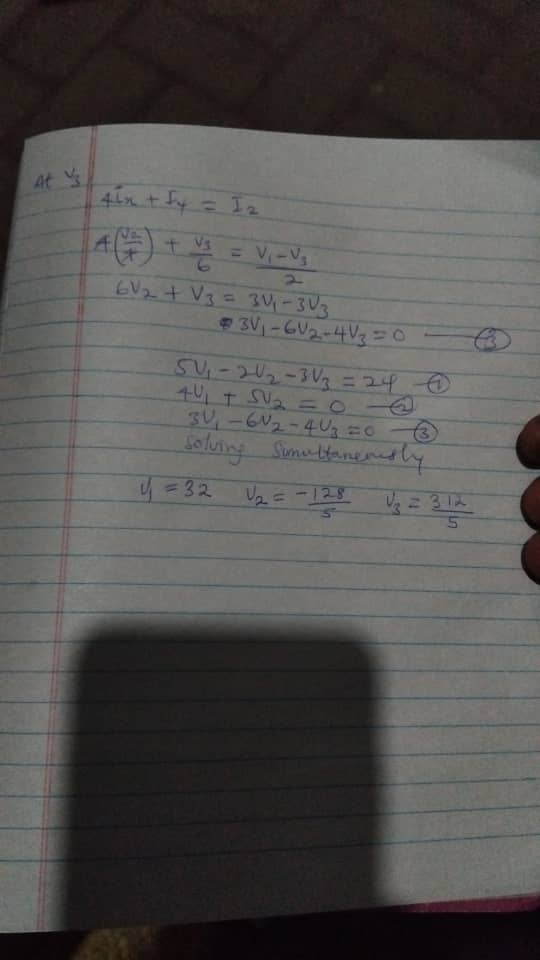 At V3
4ix + I4 = I2
4(V2/4) + V3/6 = V1-V3/2
6V2 + V3 = 3V1-3V3
3V1-6V2-4V3=0 — ③
5V1-2V2-3V3=24 — ①
4V1 + 5V2 = 0 — ②
3V1-6V2-4V3=0 — ③
Solving Simultaneously
V1=32 V2=-128/5 V3=312/5